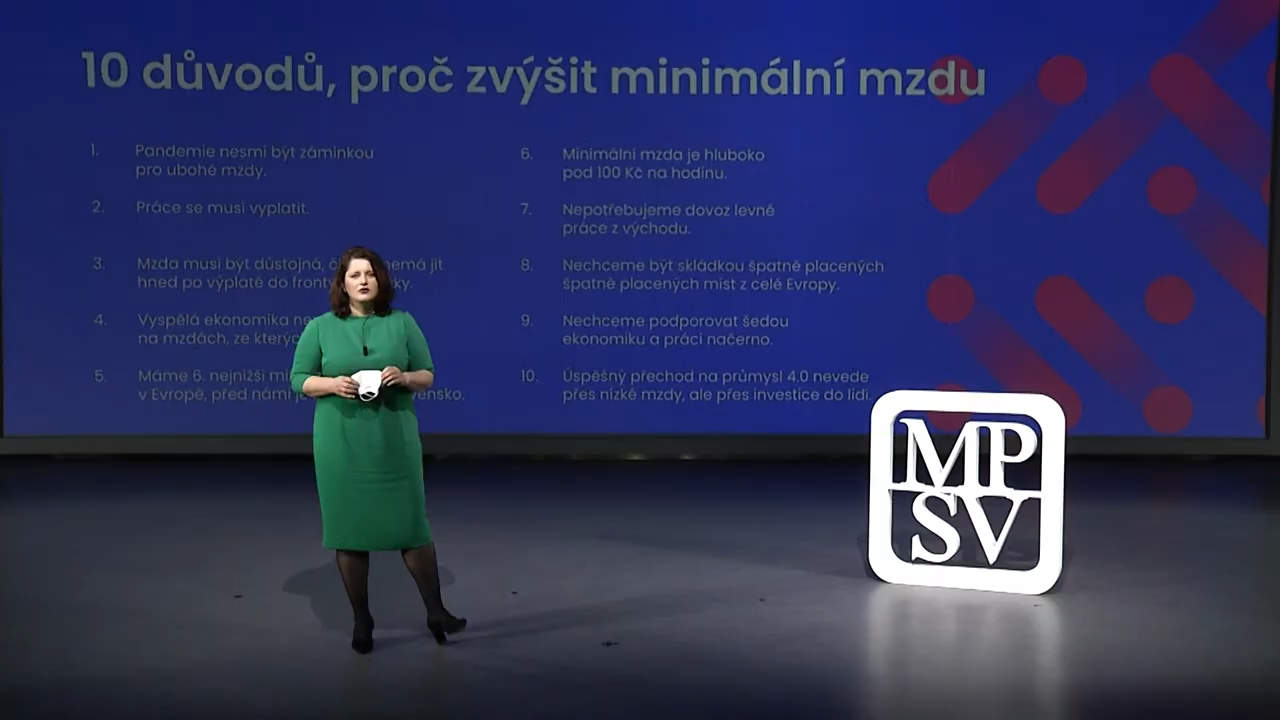 10 důvodů, proč zvýšit minimální mzdu
1. Pandemie nesmí být záminkou
pro ubohé mzdy.
2. Práce se musí vyplatit.
3. Mzda musí být důstojná, nemá jít
hned po výplatě do fronty
4. Vyspělá ekonomika
na mzdách, ze
5. Máme 6. nejnižší
v Evropě, před námi
6. Minimální mzda je hluboko
pod 100 Kč na hodinu.
7. Nepotřebujeme dovoz levné
práce z východu.
8. Nechceme být skládkou špatně placených
špatně placených míst z celé Evropy.
9. Nechceme podporovat šedou
ekonomiku a práci načerno.
10. Úspěšný přechod na průmysl 4.0 nevede
přes nízké mzdy, ale přes investice do lidí.
MP
SV